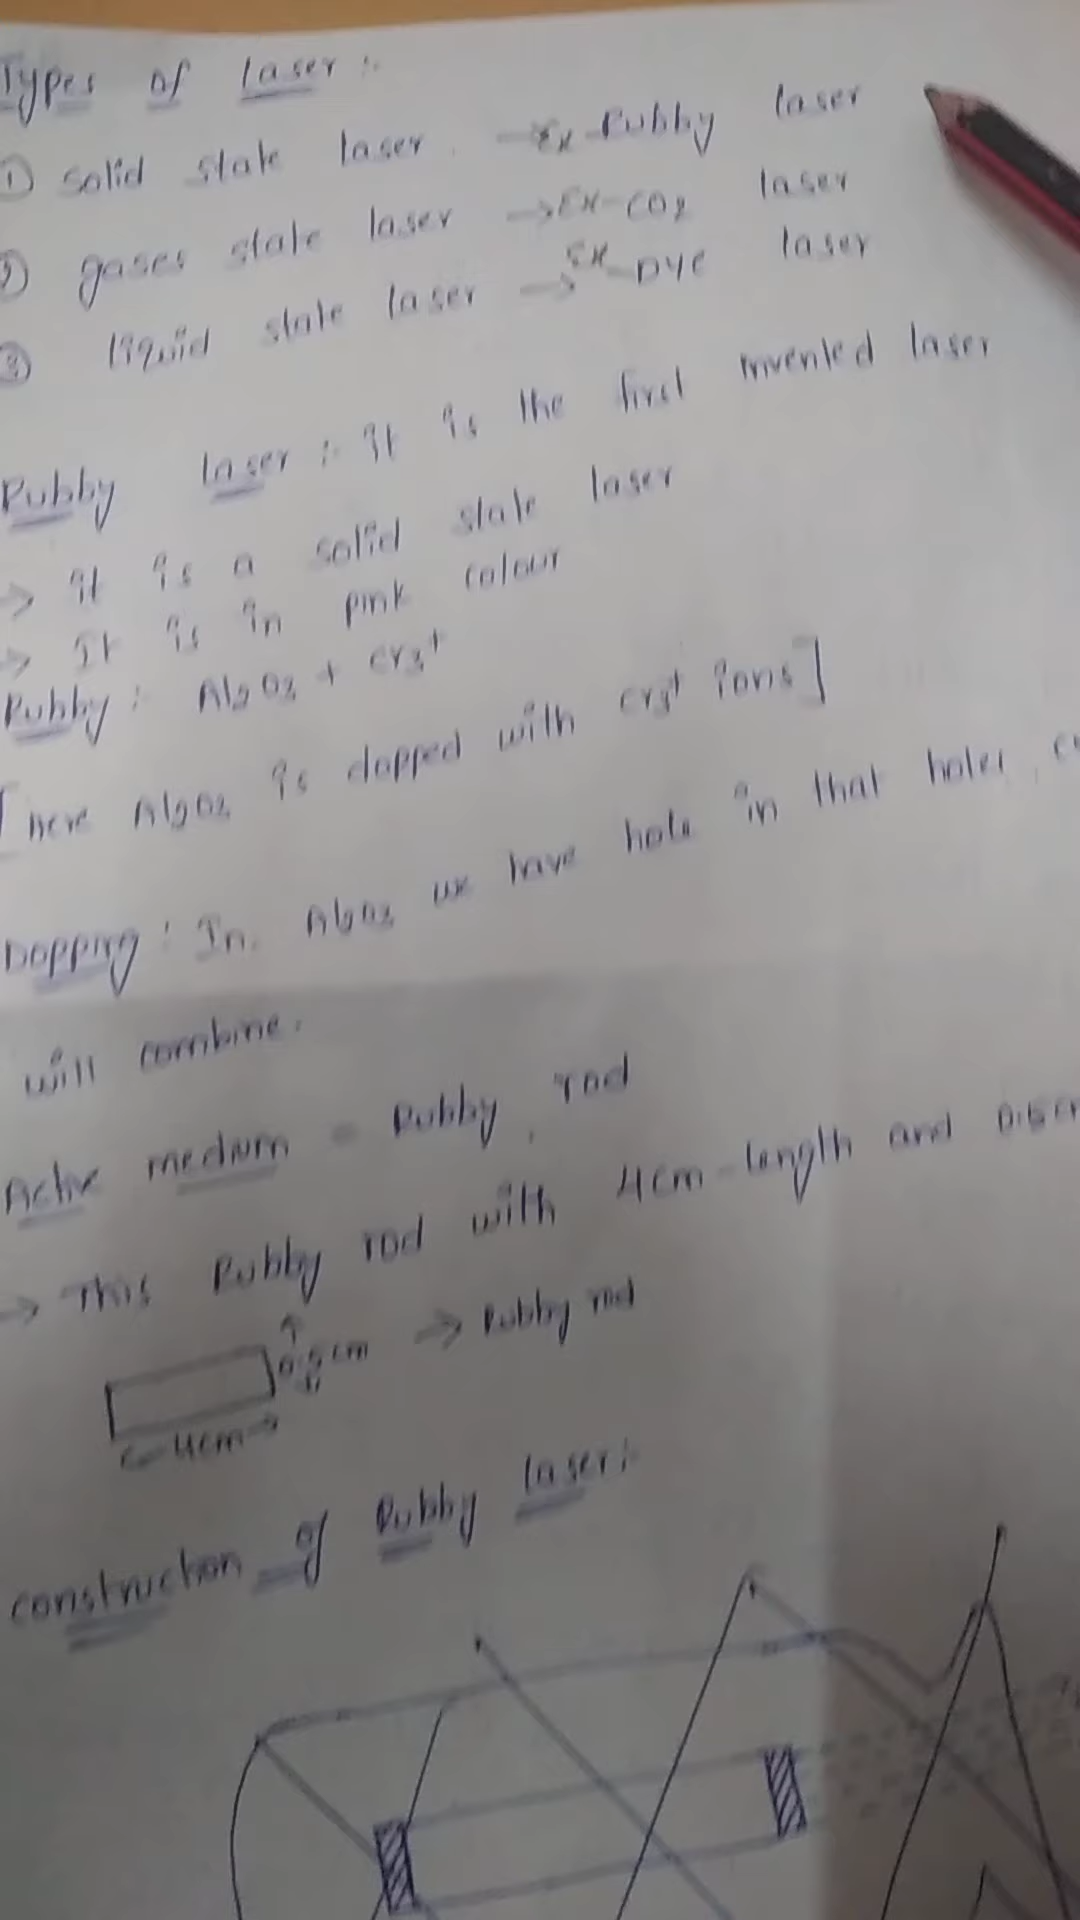 Types of laser :-
① solid state laser → Ex - Rubby laser
② gases state laser → Ex - CO2 laser
③ liquid state laser → Ex - DYE laser
Rubby laser :- it is the first invented laser
→ it is a solid state laser
→ It is in pink colour
Rubby :- Al2O3 + Cr3+
[here Al2O3 is dopped with Cr3+ ions]
Dopping : In Al2O3 we have hole in that holes
will combine.
Active medium = Rubby rod
→ This Rubby rod with 4cm-length and
0.5cm → Rubby rod
4cm
construction of Rubby laser:-